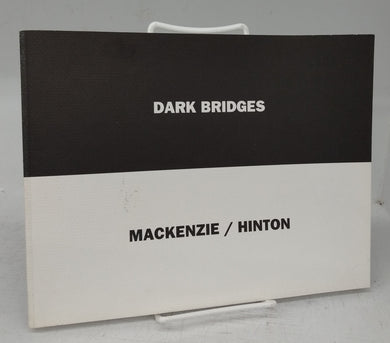 DARK BRIDGES
MACKENZIE / HINTON